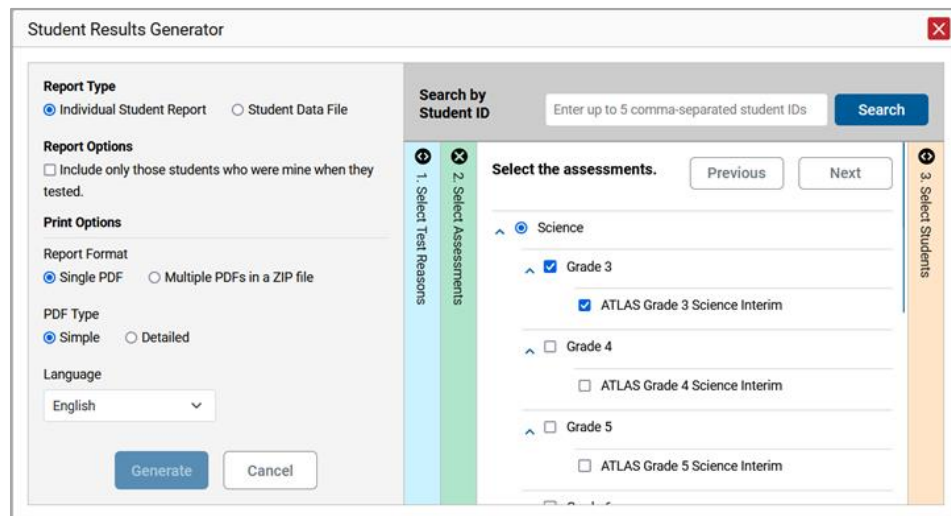 Student Results Generator
Report Type
Individual Student Report
Student Data File
Report Options
Include only those students who were mine when they
tested.
Print Options
Report Format
Single PDF
Multiple PDFs in a ZIP file
PDF Type
Simple
Detailed
Language
English
Generate
Cancel
Search by
Student ID
Enter up to 5 comma-separated student IDs
Search
1. Select Test Reasons
2. Select Assessments
Select the assessments.
Previous
Next
Science
Grade 3
ATLAS Grade 3 Science Interim
Grade 4
ATLAS Grade 4 Science Interim
Grade 5
ATLAS Grade 5 Science Interim
3. Select Students